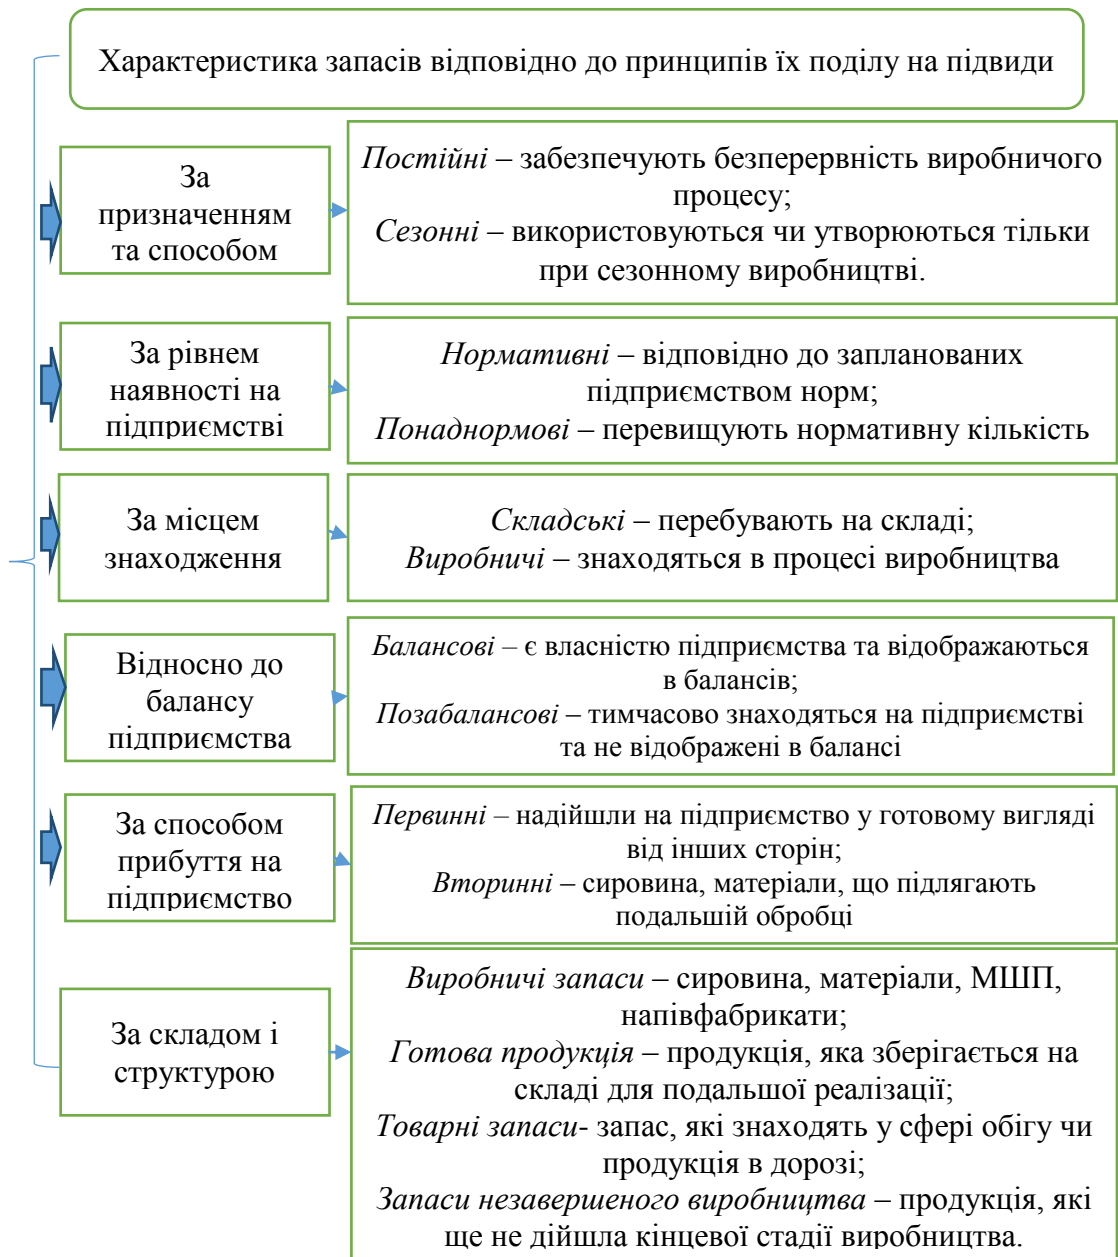 Характеристика запасів відповідно до принципів їх поділу на підвиди
За
призначенням
та способом
Постійні – забезпечують безперервність виробничого
процесу;
Сезонні – використовуються чи утворюються тільки
при сезонному виробництві.
За рівнем
наявності на
підприємстві
Нормативні – відповідно до запланованих
підприємством норм;
Понаднормові – перевищують нормативну кількість
За місцем
знаходження
Складські – перебувають на складі;
Виробничі – знаходяться в процесі виробництва
Відносно до
балансу
підприємства
Балансові – є власністю підприємства та відображаються
в балансів;
Позабалансові – тимчасово знаходяться на підприємстві
та не відображені в балансі
За способом
прибуття на
підприємство
Первинні – надійшли на підприємство у готовому вигляді
від інших сторін;
Вторинні – сировина, матеріали, що підлягають
подальшій обробці
За складом і
структурою
Виробничі запаси – сировина, матеріали, МШП,
напівфабрикати;
Готова продукція – продукція, яка зберігається на
складі для подальшої реалізації;
Товарні запаси- запас, які знаходять у сфері обігу чи
продукція в дорозі;
Запаси незавершеного виробництва – продукція, які
ще не дійшла кінцевої стадії виробництва.